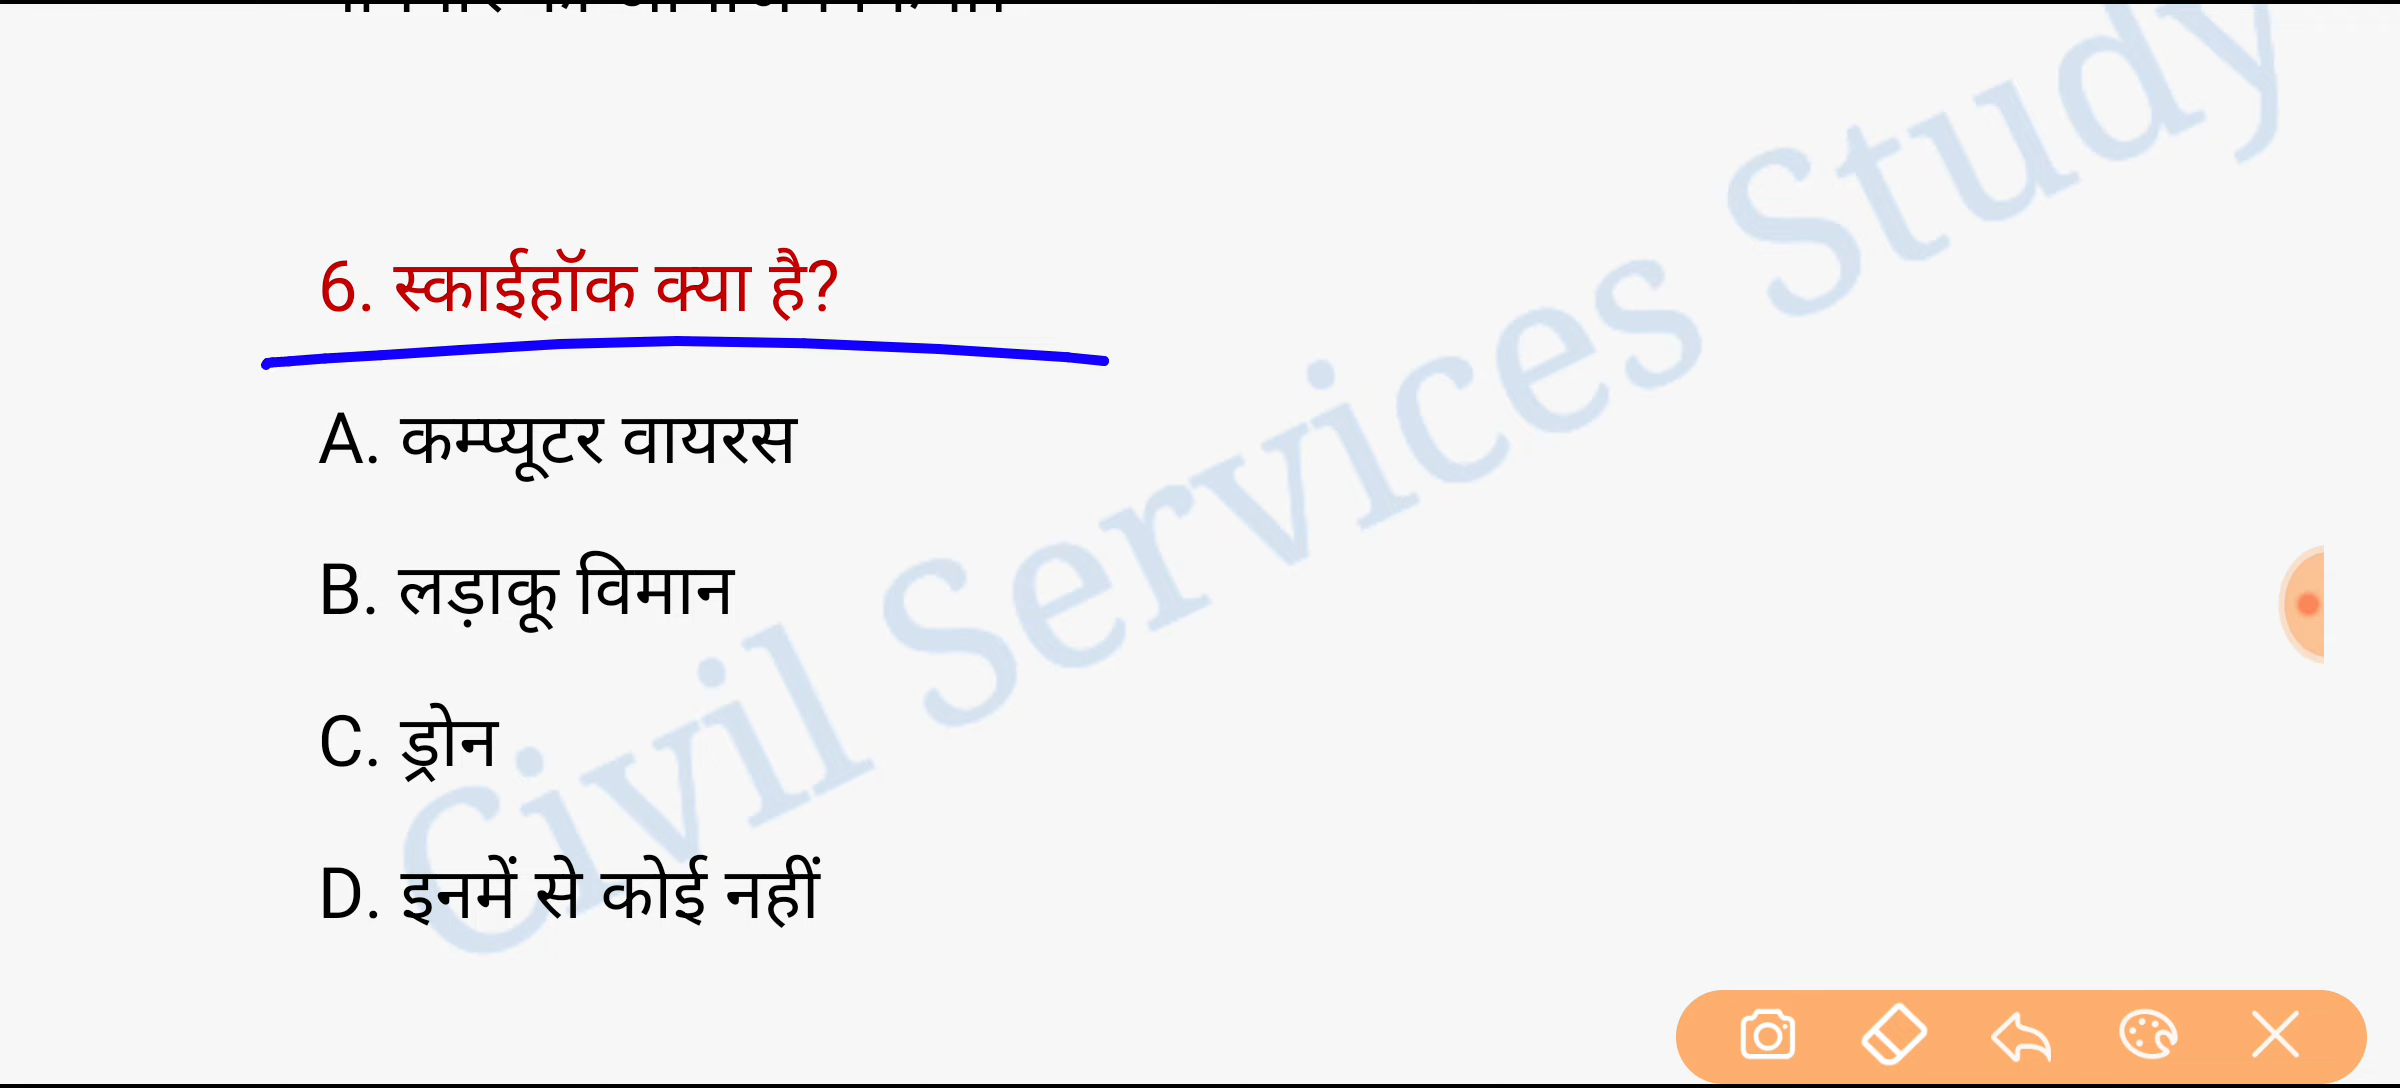 6. स्काईहॉक क्या है?
A. कम्प्यूटर वायरस
B. लड़ाकू विमान
C. ड्रोन
D. इनमें से कोई नहीं
Civil Services Study